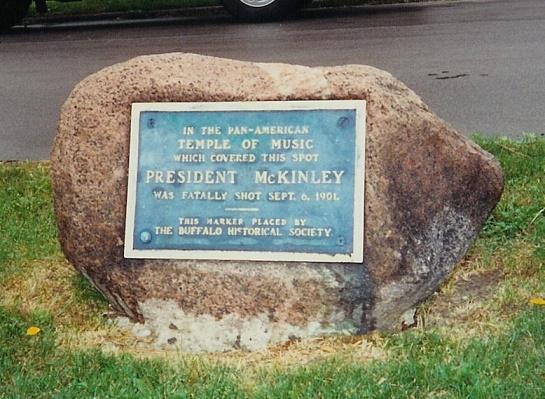 IN THE PAN-AMERICAN
TEMPLE OF MUSIC
WHICH COVERED THIS SPOT
PRESIDENT McKINLEY
WAS FATALLY SHOT SEPT. 6, 1901.
THIS MARKER PLACED BY
THE BUFFALO HISTORICAL SOCIETY